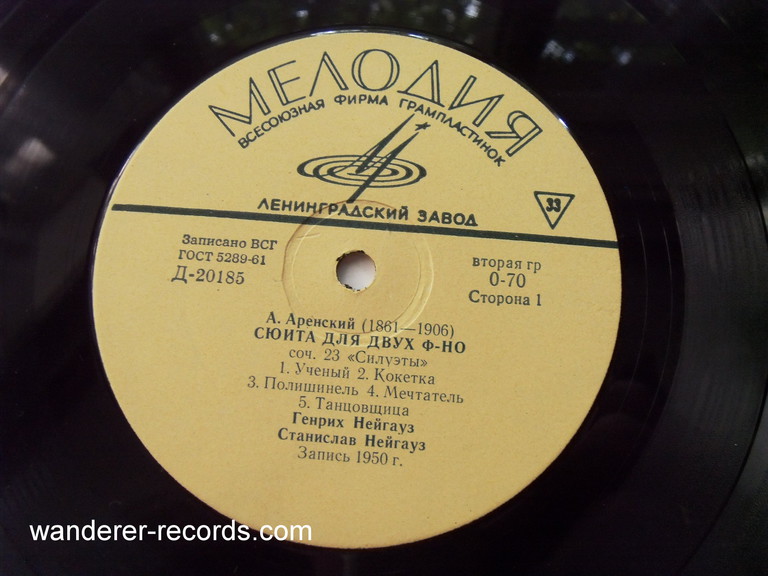 МЕЛОДИЯ
ВСЕСОЮЗНАЯ ФИРМА ГРАМПЛАСТИНОК
ЛЕНИНГРАДСКИЙ ЗАВОД
33
Записано ВСГ
ГОСТ 5289-61
Д-20185
вторая гр
0-70
Сторона 1
А. Аренский (1861—1906)
СЮИТА ДЛЯ ДВУХ Ф-НО
соч. 23 «Силуэты»
1. Ученый 2. Кокетка
3. Полишинель 4. Мечтатель
5. Танцовщица
Генрих Нейгауз
Станислав Нейгауз
Запись 1950 г.
wanderer-records.com